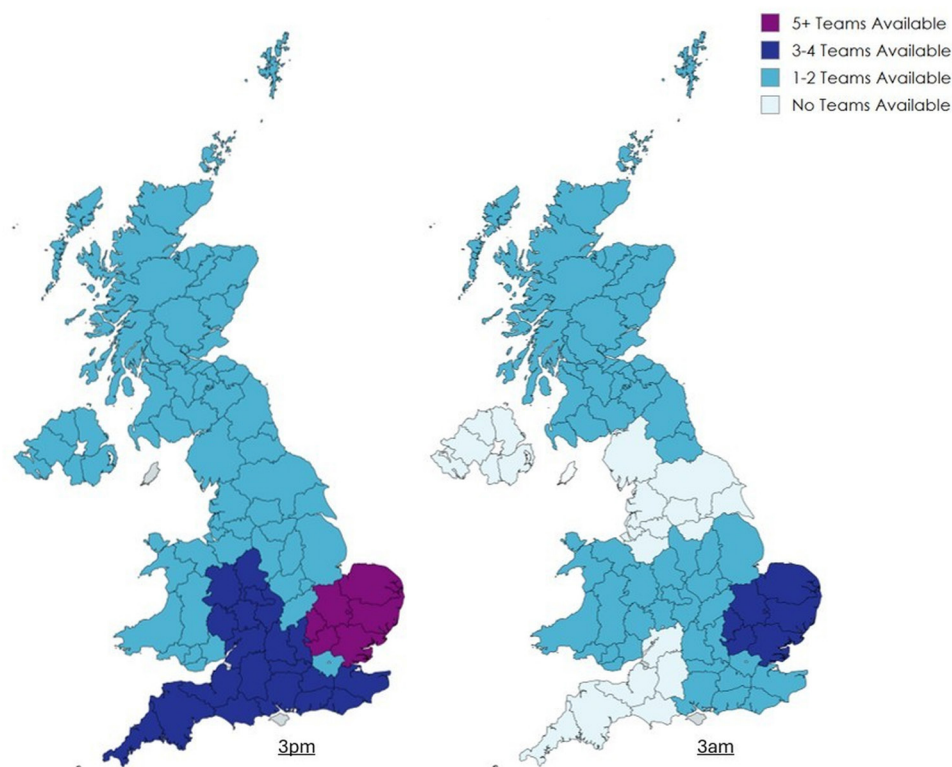 5+ Teams Available
3-4 Teams Available
1-2 Teams Available
No Teams Available
3pm
3am